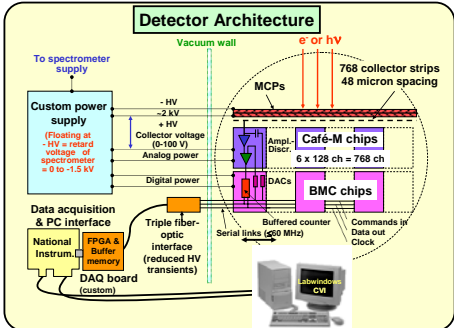 Detector Architecture
To spectrometer
supply
Vacuum wall
e- or hν
768 collector strips
48 micron spacing
MCPs
Custom power
supply
(Floating at
- HV = retard
voltage of
spectrometer
= 0 to -1.5 kV
- HV
~2 kV
+ HV
Collector voltage
(0-100 V)
Analog power
Digital power
Ampl.-
Discr.
Café-M chips
6 x 128 ch = 768 ch
DACs
BMC chips
Data acquisition
& PC interface
National
Instrum.
FPGA &
Buffer
memory
DAQ board
(custom)
Triple fiber-
optic
interface
(reduced HV
transients)
Buffered counter
Serial links (≤60 MHz)
Commands in
Data out
Clock
Labwindows
CVI